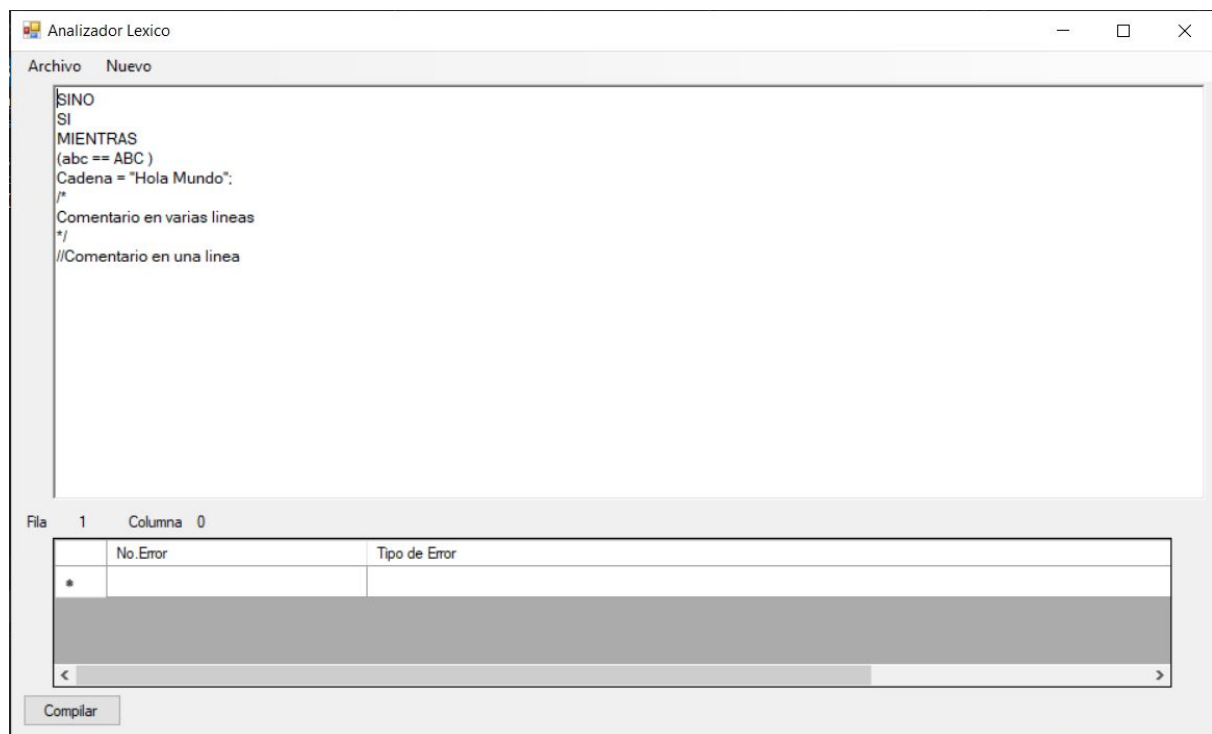 Analizador Lexico
Archivo Nuevo
SINO
SI
MIENTRAS
(abc == ABC )
Cadena = "Hola Mundo";
/*
Comentario en varias lineas
*/
//Comentario en una linea
Fila 1 Columna 0
No.Error Tipo de Error
*
Compilar